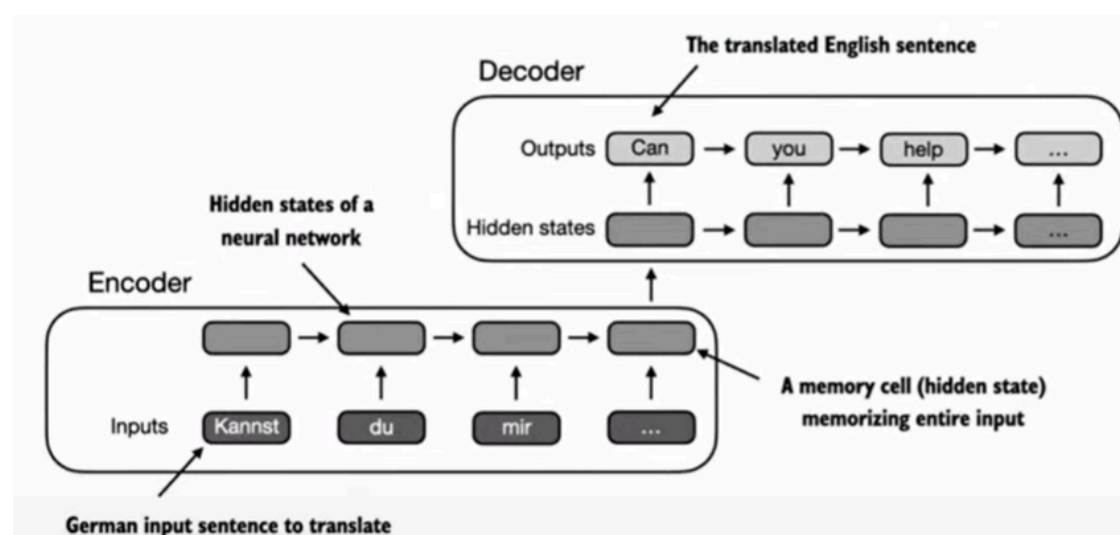 The translated English sentence
Decoder
Outputs Can you help ...
Hidden states of a
neural network
Hidden states ...
Encoder
A memory cell (hidden state)
memorizing entire input
Inputs Kannst du mir ...
German input sentence to translate